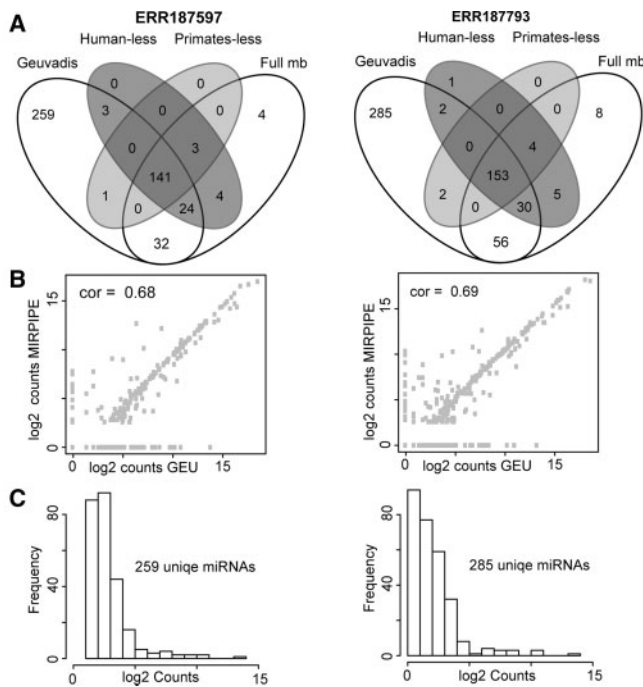 A
ERR187597
Human-less Primates-less
Geuvadis
Full mb
0 0
259 3 0 0 4
0 3
141
1 0 24 4
32
ERR187793
Human-less Primates-less
Geuvadis
Full mb
1 0
285 2 0 0 8
0 4
153
2 0 30 5
56
B
cor = 0.68
log2 counts MIRPIPE
15
0
0 15
log2 counts GEU
cor = 0.69
log2 counts MIRPIPE
15
0
0 15
log2 counts GEU
C
Frequency
80
40
0
259 uniqe miRNAs
0 15
log2 Counts
Frequency
80
40
0
285 uniqe miRNAs
0 15
log2 Counts